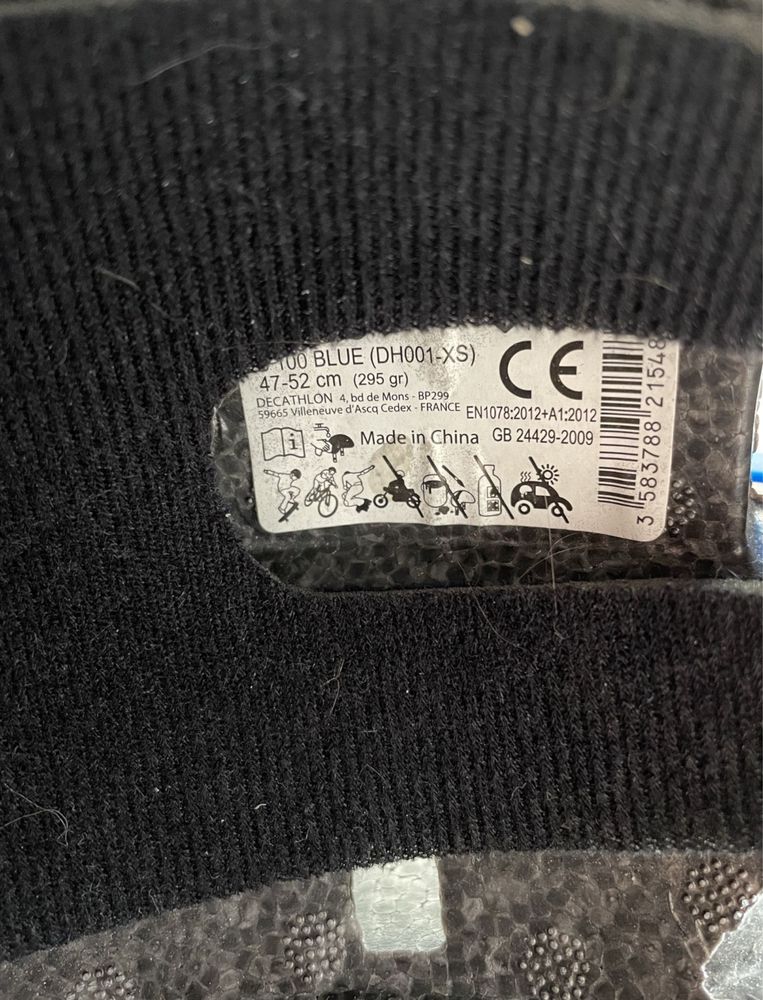 100 BLUE (DH001-XS)
47-52 cm (295 gr)
CE
DECATHLON 4, bd de Mons - BP299
59665 Villeneuve d'Ascq Cedex - FRANCE
EN1078:2012+A1:2012
Made in China
GB 24429-2009
3 583788 21548